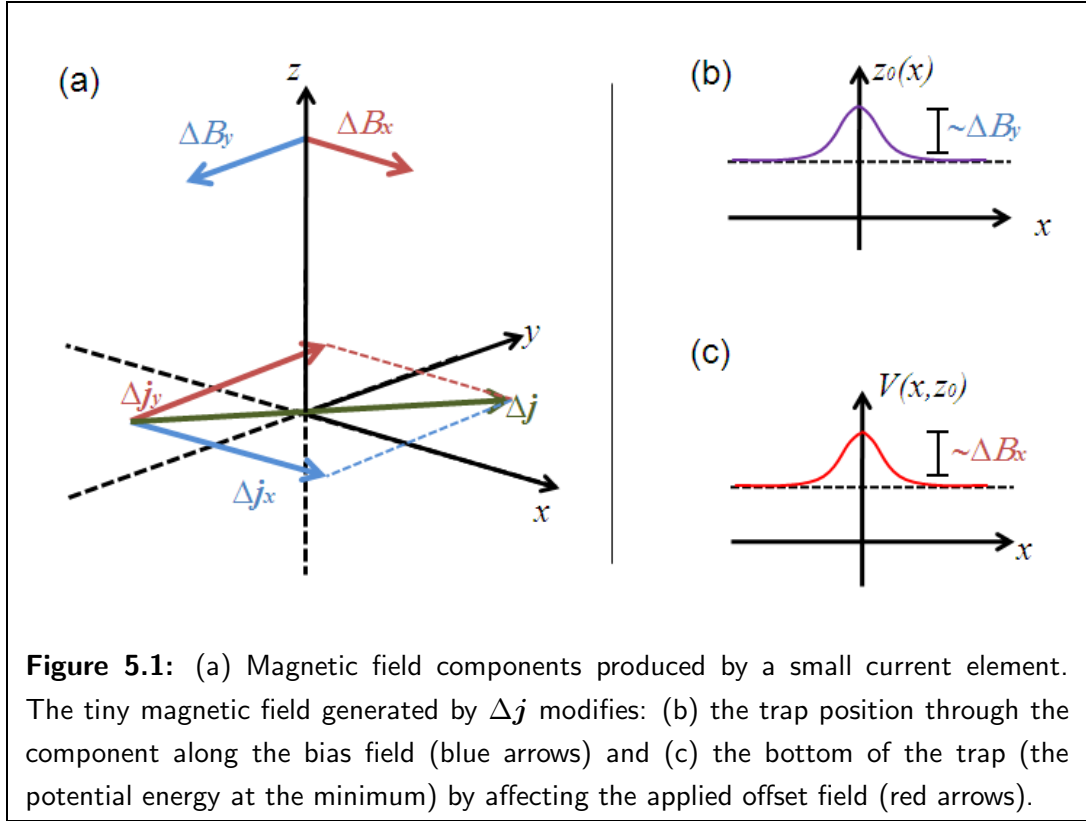 (a)
z
ΔBy
ΔBx
y
Δjy
Δj
Δjx
x
(b)
z₀(x)
~ΔBy
x
(c)
V(x,z₀)
~ΔBx
x
Figure 5.1: (a) Magnetic field components produced by a small current element.
The tiny magnetic field generated by Δj modifies: (b) the trap position through the
component along the bias field (blue arrows) and (c) the bottom of the trap (the
potential energy at the minimum) by affecting the applied offset field (red arrows).